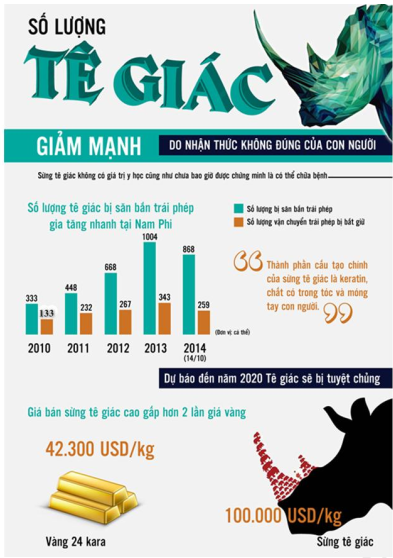 SỐ LƯỢNG
TÊ GIÁC
GIẢM MẠNH
DO NHẬN THỨC KHÔNG ĐÚNG CỦA CON NGƯỜI
Sừng tê giác không có giá trị y học cũng như chưa bao giờ được chứng minh là có thể chữa bệnh
Số lượng tê giác bị săn bắn trái phép
gia tăng nhanh tại Nam Phi
Số lượng bị săn bắn trái phép
Số lượng vận chuyển trái phép bị bắt giữ
333
133
448
232
668
267
1004
343
868
259
(Đơn vị cá thể)
2010
2011
2012
2013
2014
(14/10)
“ Thành phần cấu tạo chính
của sừng tê giác là keratin,
chất có trong tóc và móng
tay con người. ”
Dự báo đến năm 2020 Tê giác sẽ bị tuyệt chủng
Giá bán sừng tê giác cao gấp hơn 2 lần giá vàng
42.300 USD/kg
Vàng 24 kara
100.000 USD/kg
Sừng tê giác